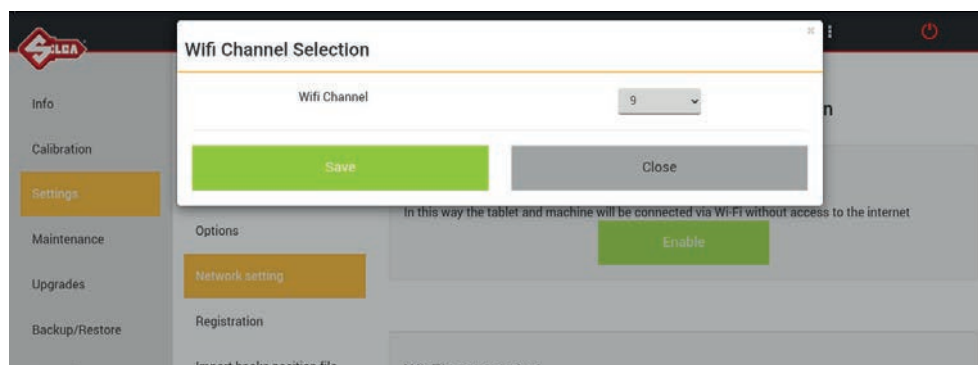 SILCA
Wifi Channel Selection
Wifi Channel
9
Save
Close
Info
Calibration
Settings
Maintenance
Upgrades
Backup/Restore
Options
Network setting
Registration
n
In this way the tablet and machine will be connected via Wi-Fi without access to the internet
Enable